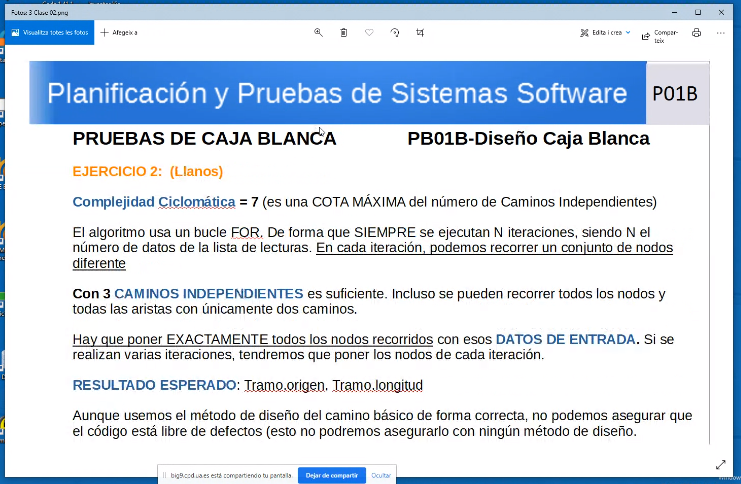 Fotos: 3 Clase 02.png
Visualitza totes les fotos
Afegeix a
Edita i crea
Compar-
teix
Planificación y Pruebas de Sistemas Software
P01B
PRUEBAS DE CAJA BLANCA PB01B-Diseño Caja Blanca
EJERCICIO 2: (Llanos)
Complejidad Ciclomática = 7 (es una COTA MÁXIMA del número de Caminos Independientes)
El algoritmo usa un bucle FOR. De forma que SIEMPRE se ejecutan N iteraciones, siendo N el
número de datos de la lista de lecturas. En cada iteración, podemos recorrer un conjunto de nodos
diferente
Con 3 CAMINOS INDEPENDIENTES es suficiente. Incluso se pueden recorrer todos los nodos y
todas las aristas con únicamente dos caminos.
Hay que poner EXACTAMENTE todos los nodos recorridos con esos DATOS DE ENTRADA. Si se
realizan varias iteraciones, tendremos que poner los nodos de cada iteración.
RESULTADO ESPERADO: Tramo.origen. Tramo.longitud
Aunque usemos el método de diseño del camino básico de forma correcta, no podemos asegurar que
el código está libre de defectos (esto no podremos asegurarlo con ningún método de diseño.
big9.cpd.ua.es está compartiendo tu pantalla.
Dejar de compartir
Ocultar